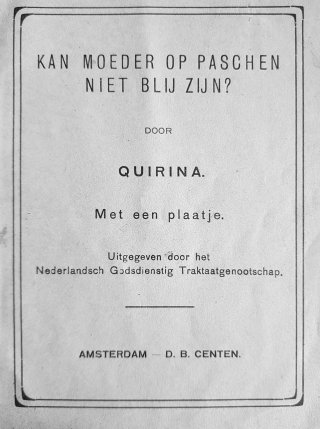 KAN MOEDER OP PASCHEN
NIET BLIJ ZIJN?
DOOR
QUIRINA.
Met een plaatje.
Uitgegeven door het
Nederlandsch Godsdienstig Traktaatgenootschap.
AMSTERDAM — D. B. CENTEN.